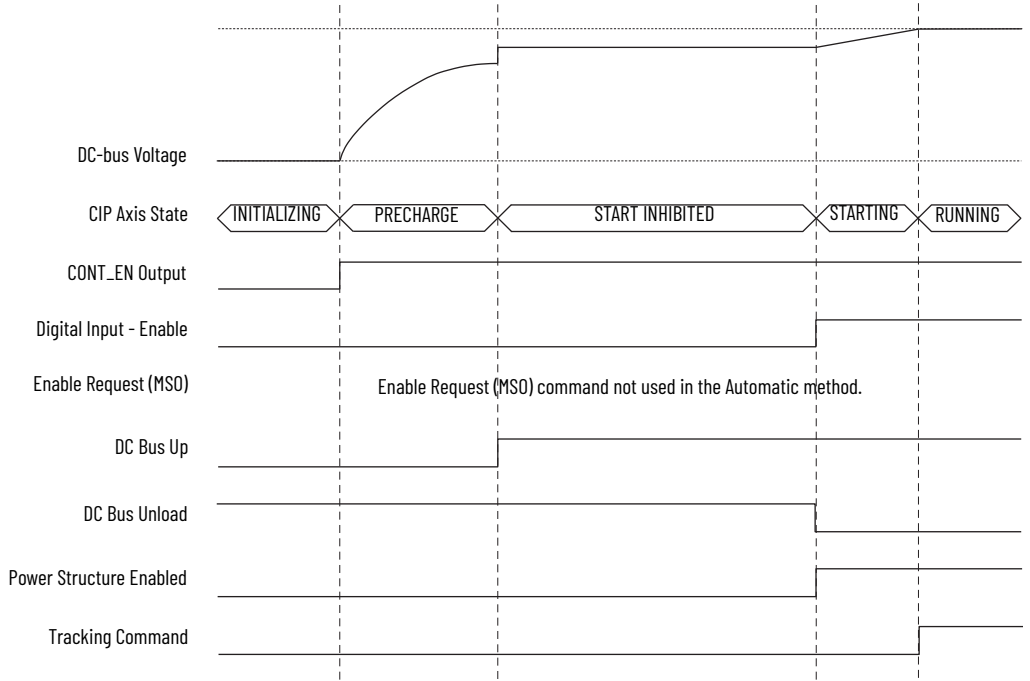 DC-bus Voltage
CIP Axis State
INITIALIZING
PRECHARGE
START INHIBITED
STARTING
RUNNING
CONT_EN Output
Digital Input - Enable
Enable Request (MSO)
Enable Request (MSO) command not used in the Automatic method.
DC Bus Up
DC Bus Unload
Power Structure Enabled
Tracking Command